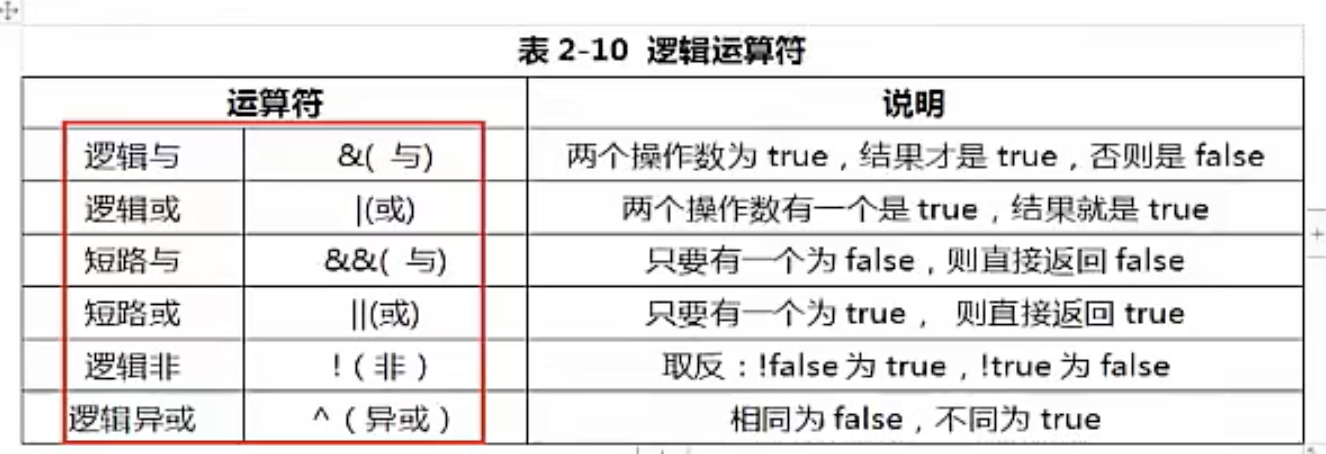 表 2-10 逻辑运算符
运算符 说明
逻辑与 &( 与) 两个操作数为 true，结果才是 true，否则是 false
逻辑或 |(或) 两个操作数有一个是 true，结果就是 true
短路与 &&( 与) 只要有一个为 false，则直接返回 false
短路或 ||(或) 只要有一个为 true， 则直接返回 true
逻辑非 !（非） 取反：!false 为 true，!true 为 false
逻辑异或 ^（异或） 相同为 false，不同为 true